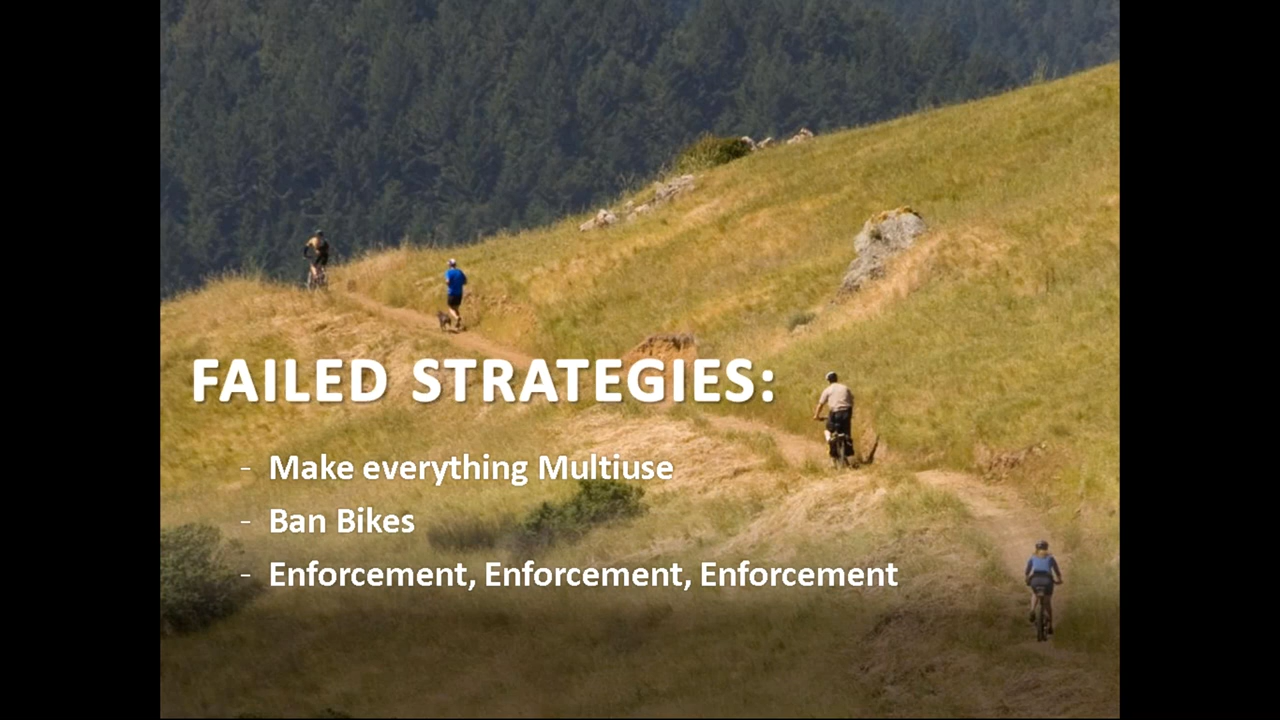 FAILED STRATEGIES:
- Make everything Multiuse
- Ban Bikes
- Enforcement, Enforcement, Enforcement